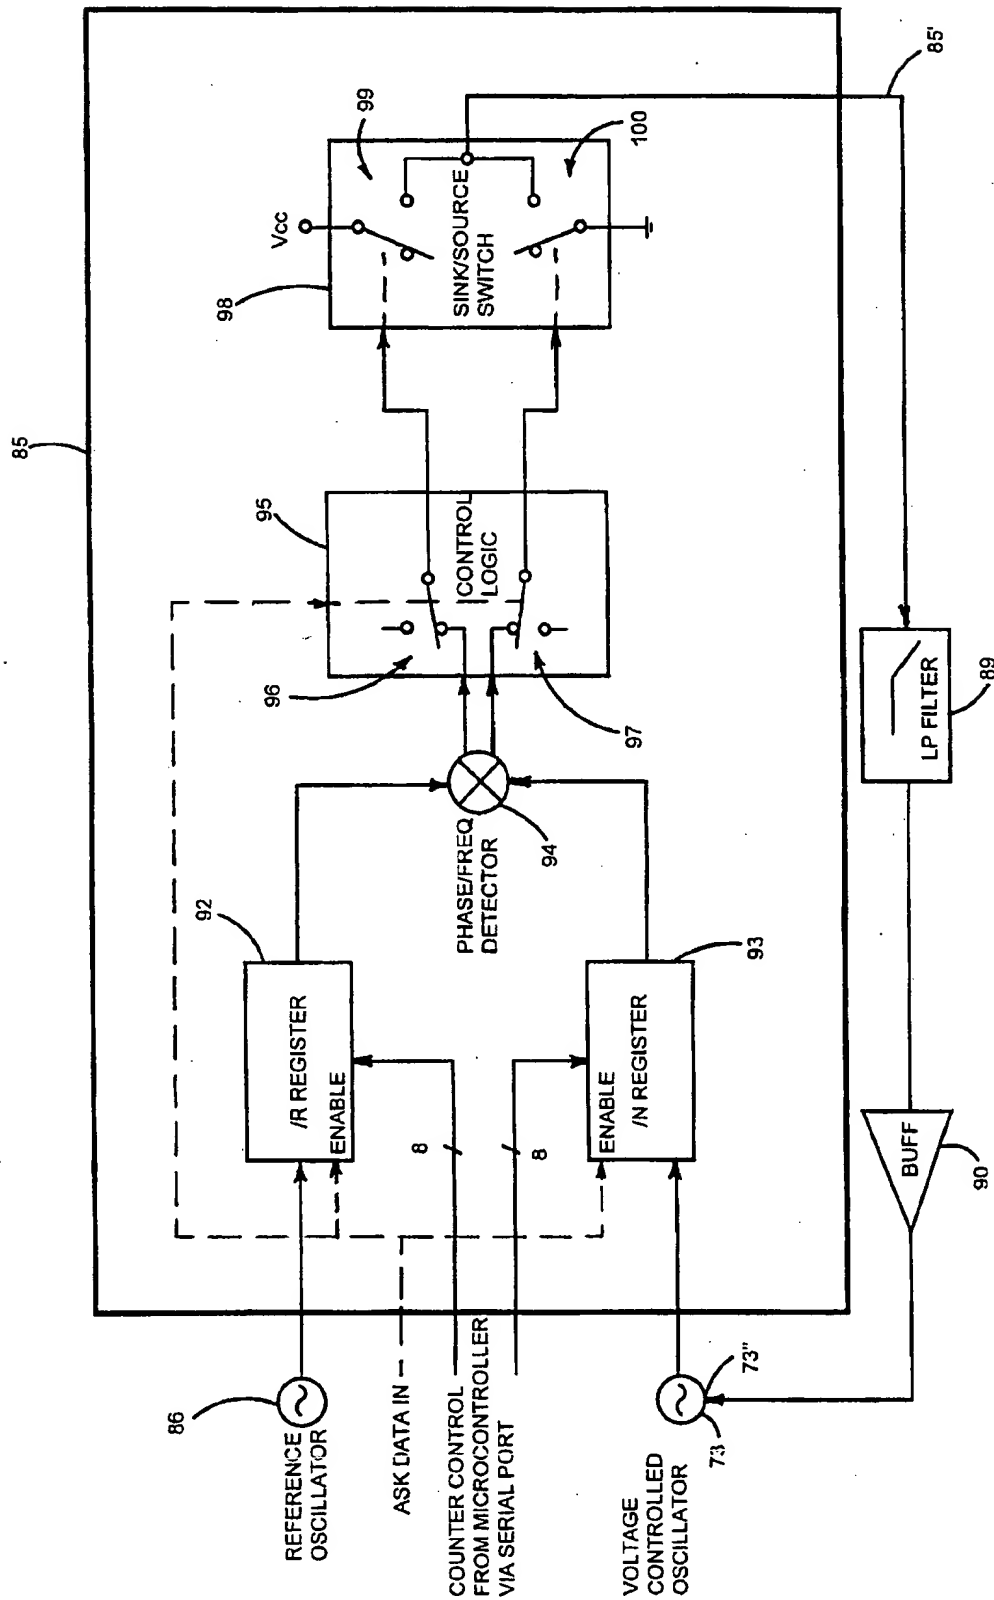 85
REFERENCE
OSCILLATOR
86
ASK DATA IN
COUNTER CONTROL
FROM MICROCONTROLLER
VIA SERIAL PORT
VOLTAGE
CONTROLLED
OSCILLATOR
73
73"
92
/R REGISTER
ENABLE
8
8
ENABLE
/N REGISTER
93
PHASE/FREQ
DETECTOR
94
95
96
97
CONTROL
LOGIC
98
Vcc
99
SINK/SOURCE
SWITCH
100
85'
LP FILTER
89
BUFF
90